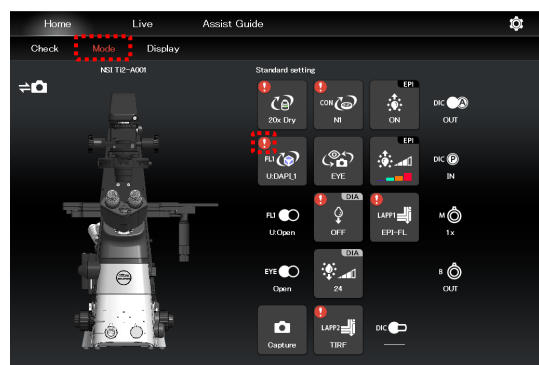 Home Live Assist Guide
Check Mode Display
NSI Ti2-A001
Standard setting
EPI
20x Dry
CON
N1
ON
DIC A
OUT
FL1
U:DAPI_1
EYE
EPI
DIC P
IN
FL1
U:Open
DIA
OFF
LAPP1
EPI-FL
M
1x
EYE
Open
DIA
24
B
OUT
Capture
LAPP2
TIRF
DIC